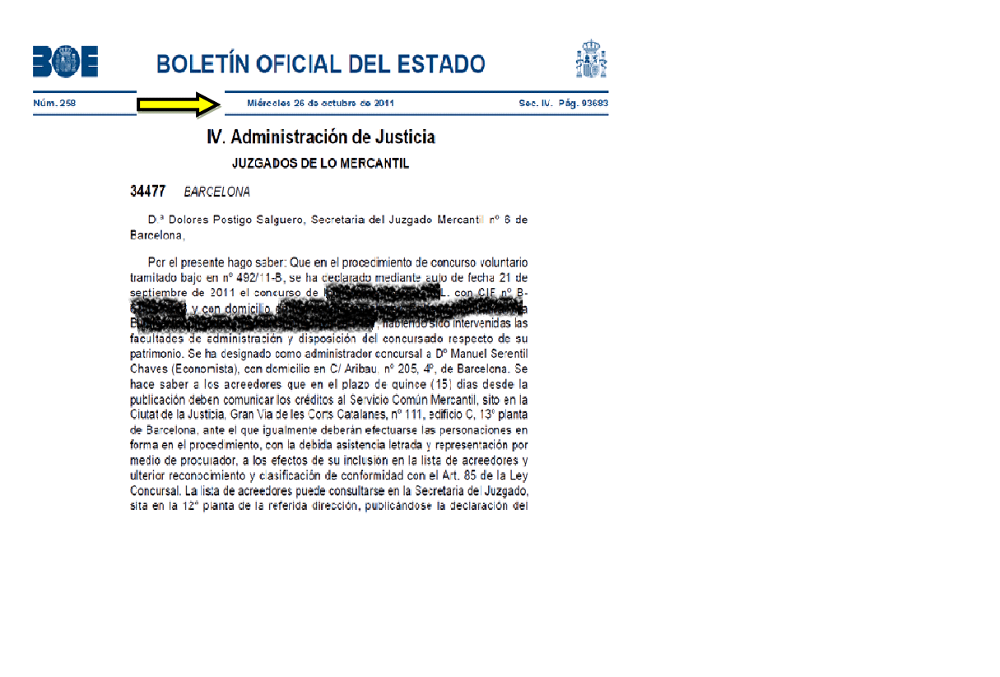 BOE
BOLETÍN OFICIAL DEL ESTADO
Núm. 258
Miércoles 26 de octubre de 2011
Sec. IV. Pág. 93683
IV. Administración de Justicia
JUZGADOS DE LO MERCANTIL
34477 BARCELONA
D.ª Dolores Postigo Salguero, Secretaria del Juzgado Mercantil nº 6 de
Barcelona,
Por el presente hago saber: Que en el procedimiento de concurso voluntario
tramitado bajo en nº 492/11-B, se ha declarado mediante auto de fecha 21 de
septiembre de 2011 el concurso de L. con CIF nº B-
y con domicilio
habiendo sido intervenidas las
facultades de administración y disposición del concursado respecto de su
patrimonio. Se ha designado como administrador concursal a Dº Manuel Serentil
Chaves (Economista), con domicilio en C/ Aribau, nº 205, 4º, de Barcelona. Se
hace saber a los acreedores que en el plazo de quince (15) dias desde la
publicación deben comunicar los créditos al Servicio Común Mercantil, sito en la
Ciutat de la Justicia, Gran Via de les Corts Catalanes, nº 111, edificio C, 13ª planta
de Barcelona, ante el que igualmente deberán efectuarse las personaciones en
forma en el procedimiento, con la debida asistencia letrada y representación por
medio de procurador, a los efectos de su inclusión en la lista de acreedores y
ulterior reconocimiento y clasificación de conformidad con el Art. 85 de la Ley
Concursal. La lista de acreedores puede consultarse en la Secretaria del Juzgado,
sita en la 12ª planta de la referida dirección, publicándose la declaración del